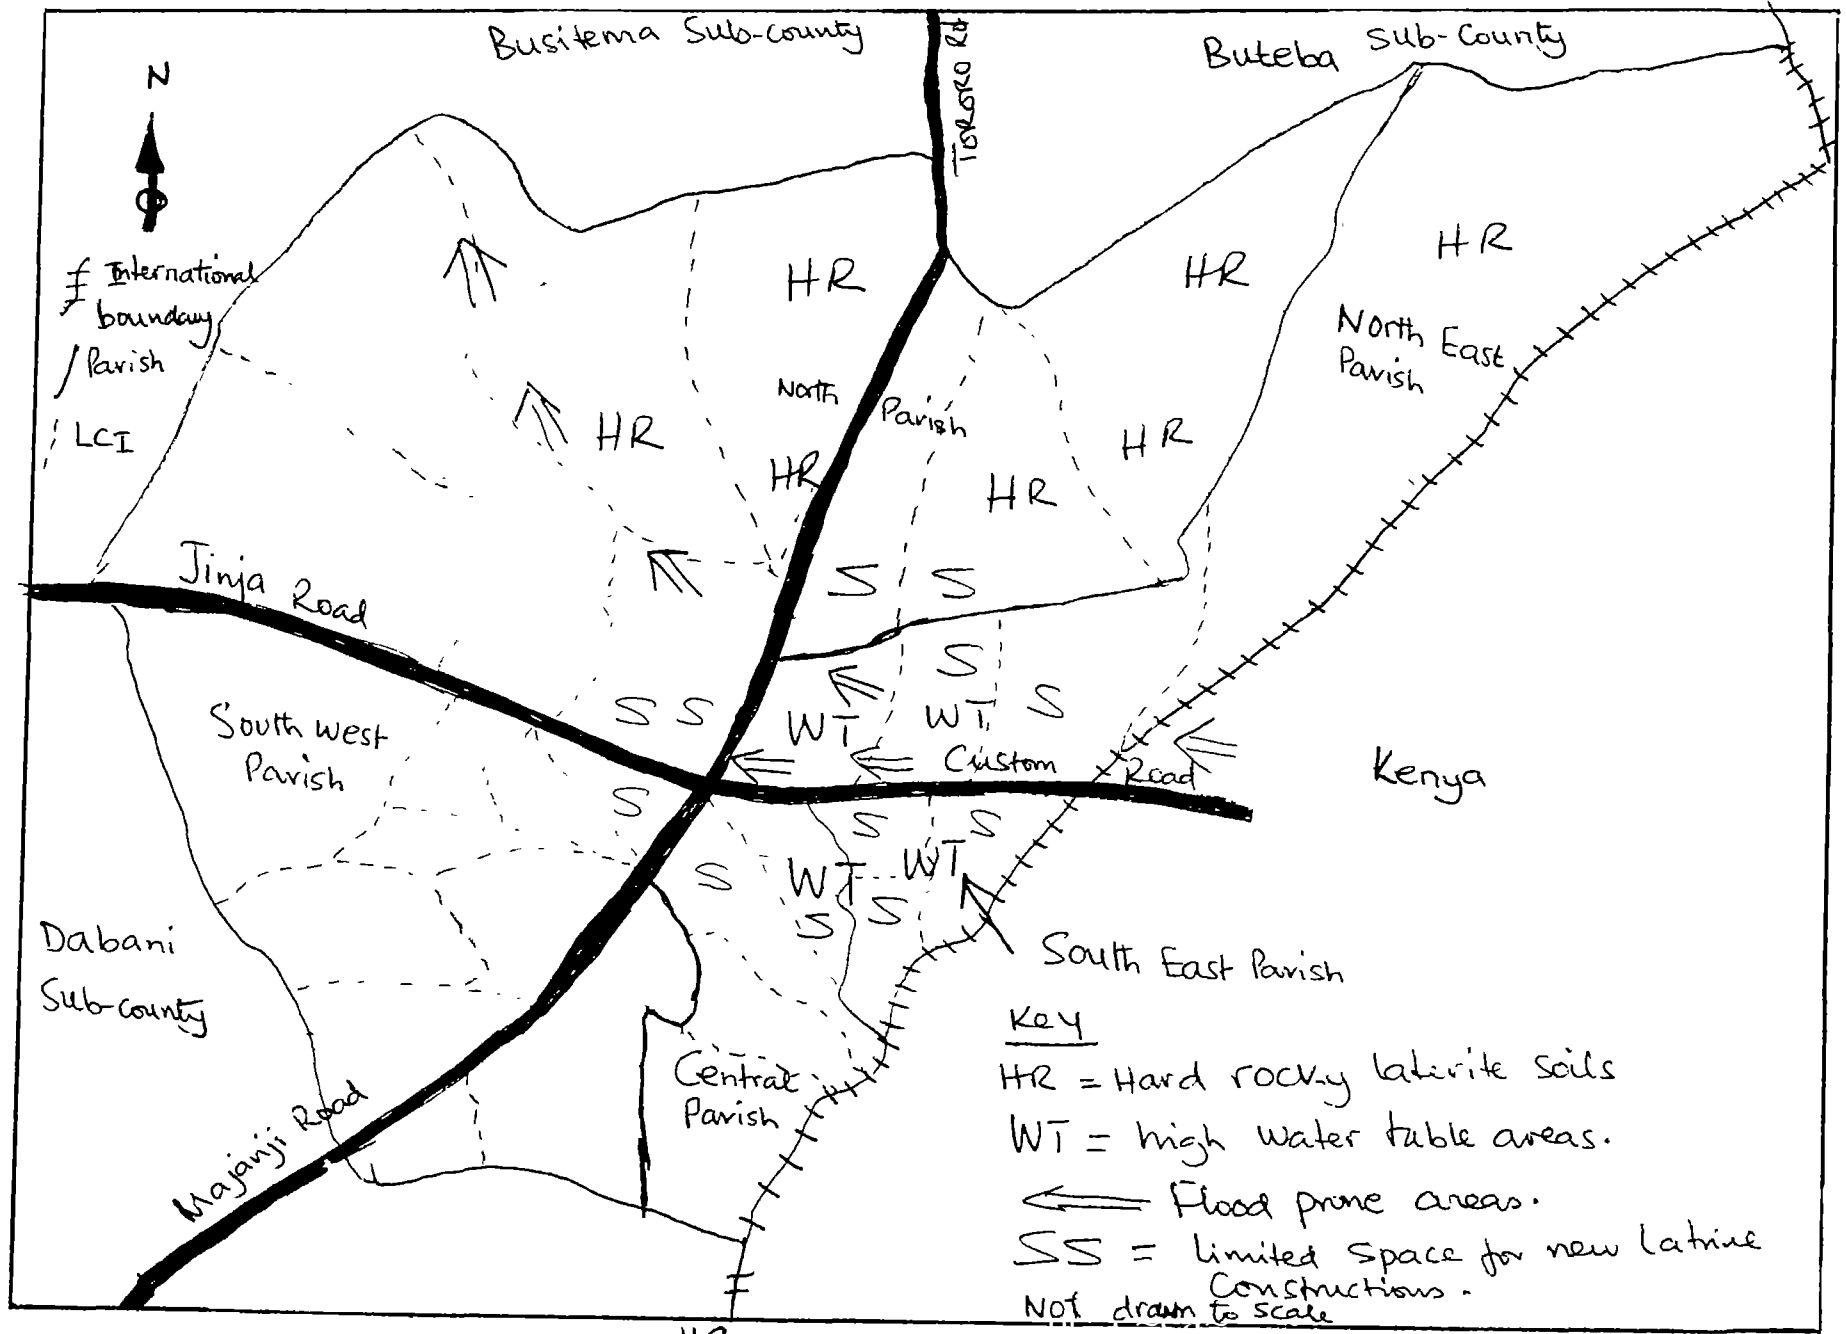 Busitema Sub-county
TORORO Rd
Buteba Sub-County
N
International
boundary
Parish
LCI
HR
HR
HR
North East
Parish
North Parish
HR
HR
HR
HR
Jinja Road
S S
S
S S
S
WT WT
Custom Road
Kenya
South West
Parish
S
S S
S
WT WT
S S
South East Parish
Dabani
Sub-county
Central
Parish
Majanji Road
Key
HR = Hard rocky laterite soils
WT = high water table areas.
Flood prone areas.
SS = limited space for new latrine
Constructions.
Not drawn to scale